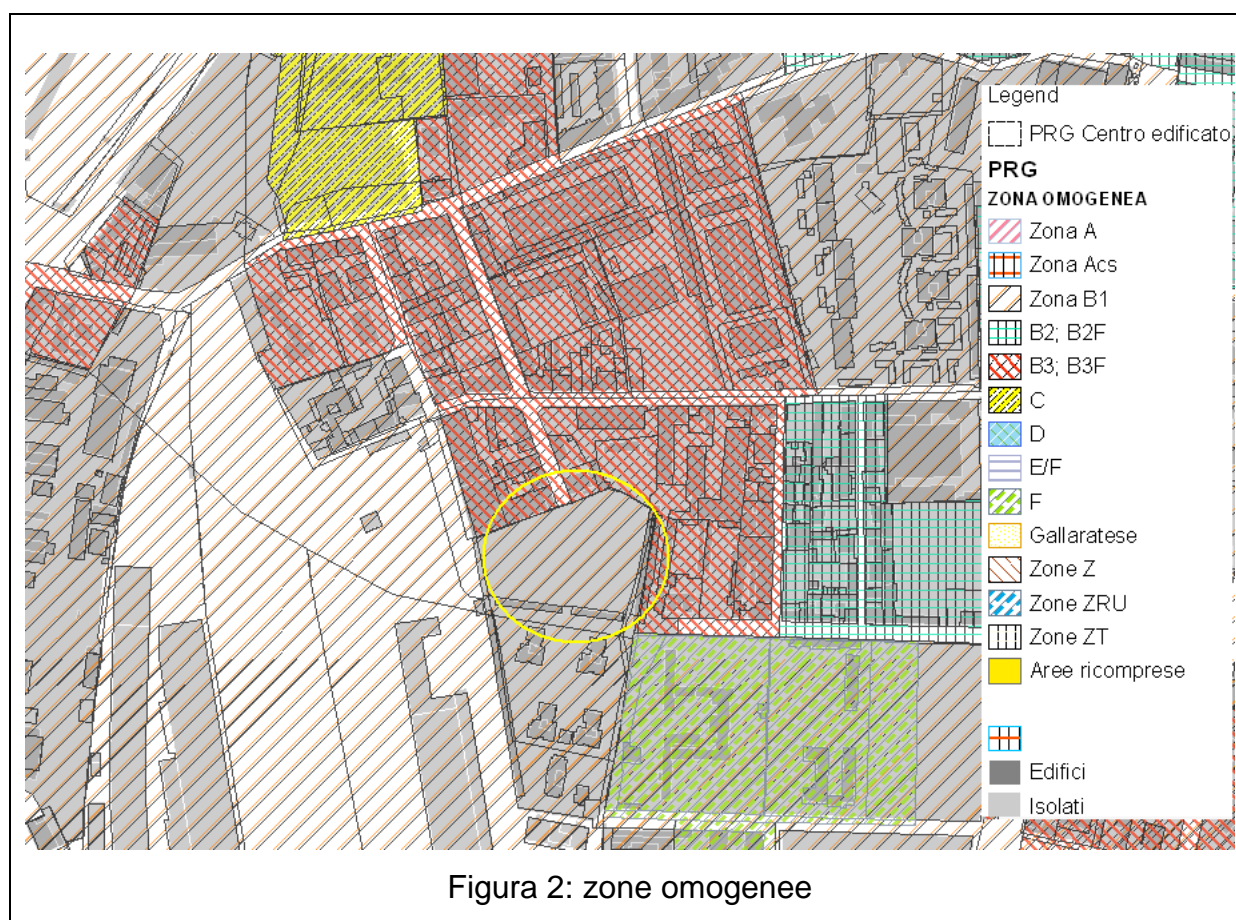 Legend
PRG Centro edificato
PRG
ZONA OMOGENEA
Zona A
Zona Acs
Zona B1
B2; B2F
B3; B3F
C
D
E/F
F
Gallaratese
Zone Z
Zone ZRU
Zone ZT
Aree ricomprese
Edifici
Isolati
Figura 2: zone omogenee